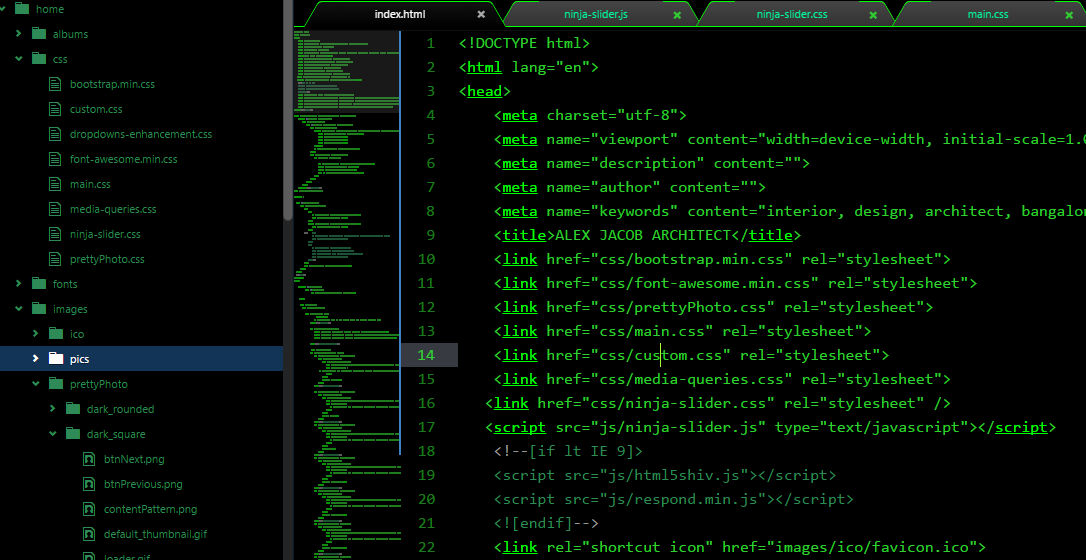 home
albums
css
bootstrap.min.css
custom.css
dropdowns-enhancement.css
font-awesome.min.css
main.css
media-queries.css
ninja-slider.css
prettyPhoto.css
fonts
images
ico
pics
prettyPhoto
dark_rounded
dark_square
btnNext.png
btnPrevious.png
contentPattern.png
default_thumbnail.gif
loader.gif
index.html × ninja-slider.js × ninja-slider.css × main.css ×
1 <!DOCTYPE html>
2 <html lang="en">
3 <head>
4 <meta charset="utf-8">
5 <meta name="viewport" content="width=device-width, initial-scale=1.0
6 <meta name="description" content="">
7 <meta name="author" content="">
8 <meta name="keywords" content="interior, design, architect, bangalo
9 <title>ALEX JACOB ARCHITECT</title>
10 <link href="css/bootstrap.min.css" rel="stylesheet">
11 <link href="css/font-awesome.min.css" rel="stylesheet">
12 <link href="css/prettyPhoto.css" rel="stylesheet">
13 <link href="css/main.css" rel="stylesheet">
14 <link href="css/custom.css" rel="stylesheet">
15 <link href="css/media-queries.css" rel="stylesheet">
16 <link href="css/ninja-slider.css" rel="stylesheet" />
17 <script src="js/ninja-slider.js" type="text/javascript"></script>
18 <!--[if lt IE 9]>
19 <script src="js/html5shiv.js"></script>
20 <script src="js/respond.min.js"></script>
21 <![endif]-->
22 <link rel="shortcut icon" href="images/ico/favicon.ico">